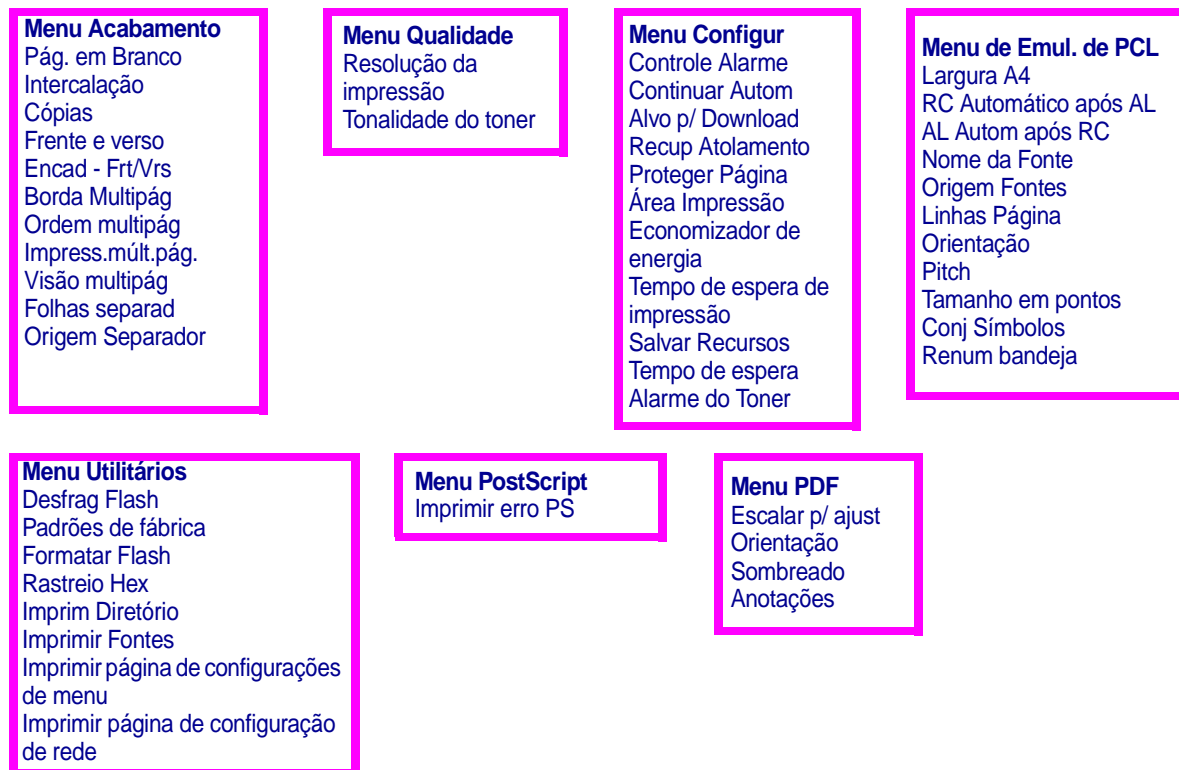 Menu Acabamento
Pág. em Branco
Intercalação
Cópias
Frente e verso
Encad - Frt/Vrs
Borda Multipág
Ordem multipág
Impress.múlt.pág.
Visão multipág
Folhas separad
Origem Separador
Menu Qualidade
Resolução da
impressão
Tonalidade do toner
Menu Configur
Controle Alarme
Continuar Autom
Alvo p/ Download
Recup Atolamento
Proteger Página
Área Impressão
Economizador de
energia
Tempo de espera de
impressão
Salvar Recursos
Tempo de espera
Alarme do Toner
Menu de Emul. de PCL
Largura A4
RC Automático após AL
AL Autom após RC
Nome da Fonte
Origem Fontes
Linhas Página
Orientação
Pitch
Tamanho em pontos
Conj Símbolos
Renum bandeja
Menu Utilitários
Desfrag Flash
Padrões de fábrica
Formatar Flash
Rastreio Hex
Imprim Diretório
Imprimir Fontes
Imprimir página de configurações
de menu
Imprimir página de configuração
de rede
Menu PostScript
Imprimir erro PS
Menu PDF
Escalar p/ ajust
Orientação
Sombreado
Anotações